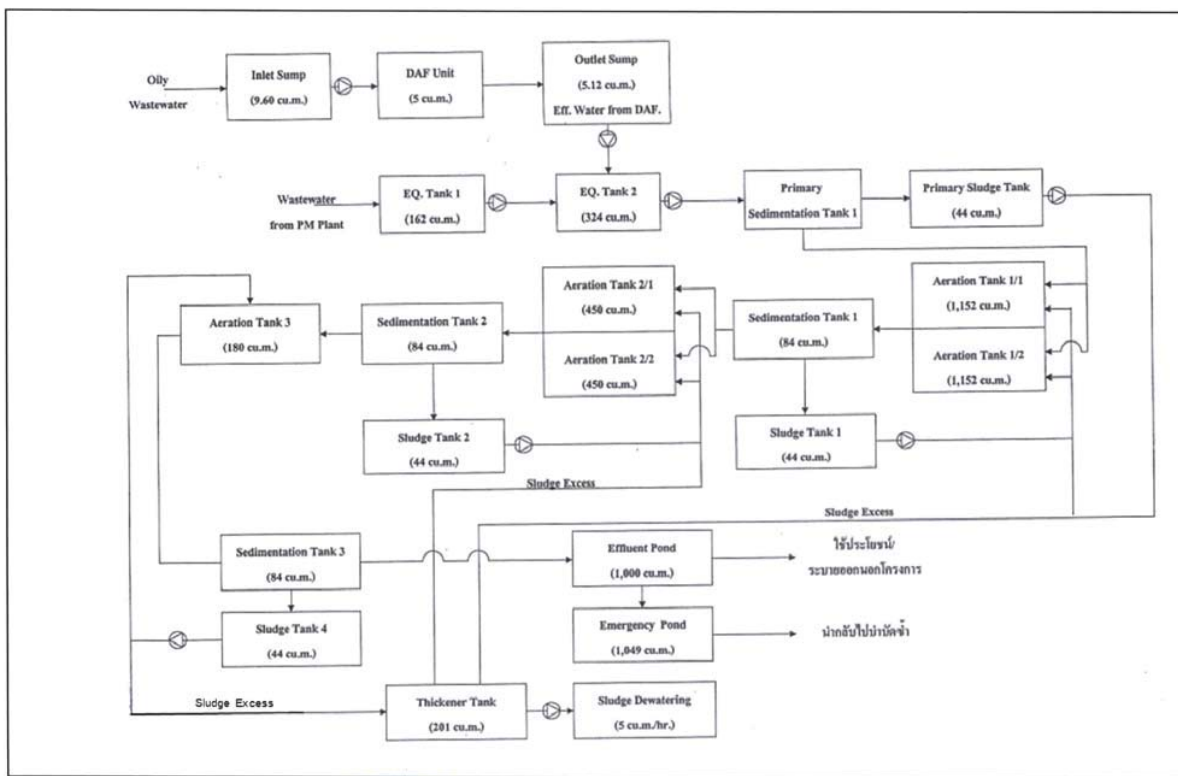 Oily
Wastewater
Inlet Sump
(9.60 cu.m.)
DAF Unit
(5 cu.m.)
Outlet Sump
(5.12 cu.m.)
Eff. Water from DAF.
Wastewater
from PM Plant
EQ. Tank 1
(162 cu.m.)
EQ. Tank 2
(324 cu.m.)
Primary
Sedimentation Tank 1
Primary Sludge Tank
(44 cu.m.)
Aeration Tank 3
(180 cu.m.)
Sedimentation Tank 2
(84 cu.m.)
Aeration Tank 2/1
(450 cu.m.)
Aeration Tank 2/2
(450 cu.m.)
Sedimentation Tank 1
(84 cu.m.)
Aeration Tank 1/1
(1,152 cu.m.)
Aeration Tank 1/2
(1,152 cu.m.)
Sludge Tank 2
(44 cu.m.)
Sludge Tank 1
(44 cu.m.)
Sludge Excess
Sludge Excess
Sedimentation Tank 3
(84 cu.m.)
Effluent Pond
(1,000 cu.m.)
ใช้ประโยชน์/
ระบายออกนอกโครงการ
Sludge Tank 4
(44 cu.m.)
Emergency Pond
(1,049 cu.m.)
นำกลับไปบำบัดซ้ำ
Sludge Excess
Thickener Tank
(201 cu.m.)
Sludge Dewatering
(5 cu.m./hr.)